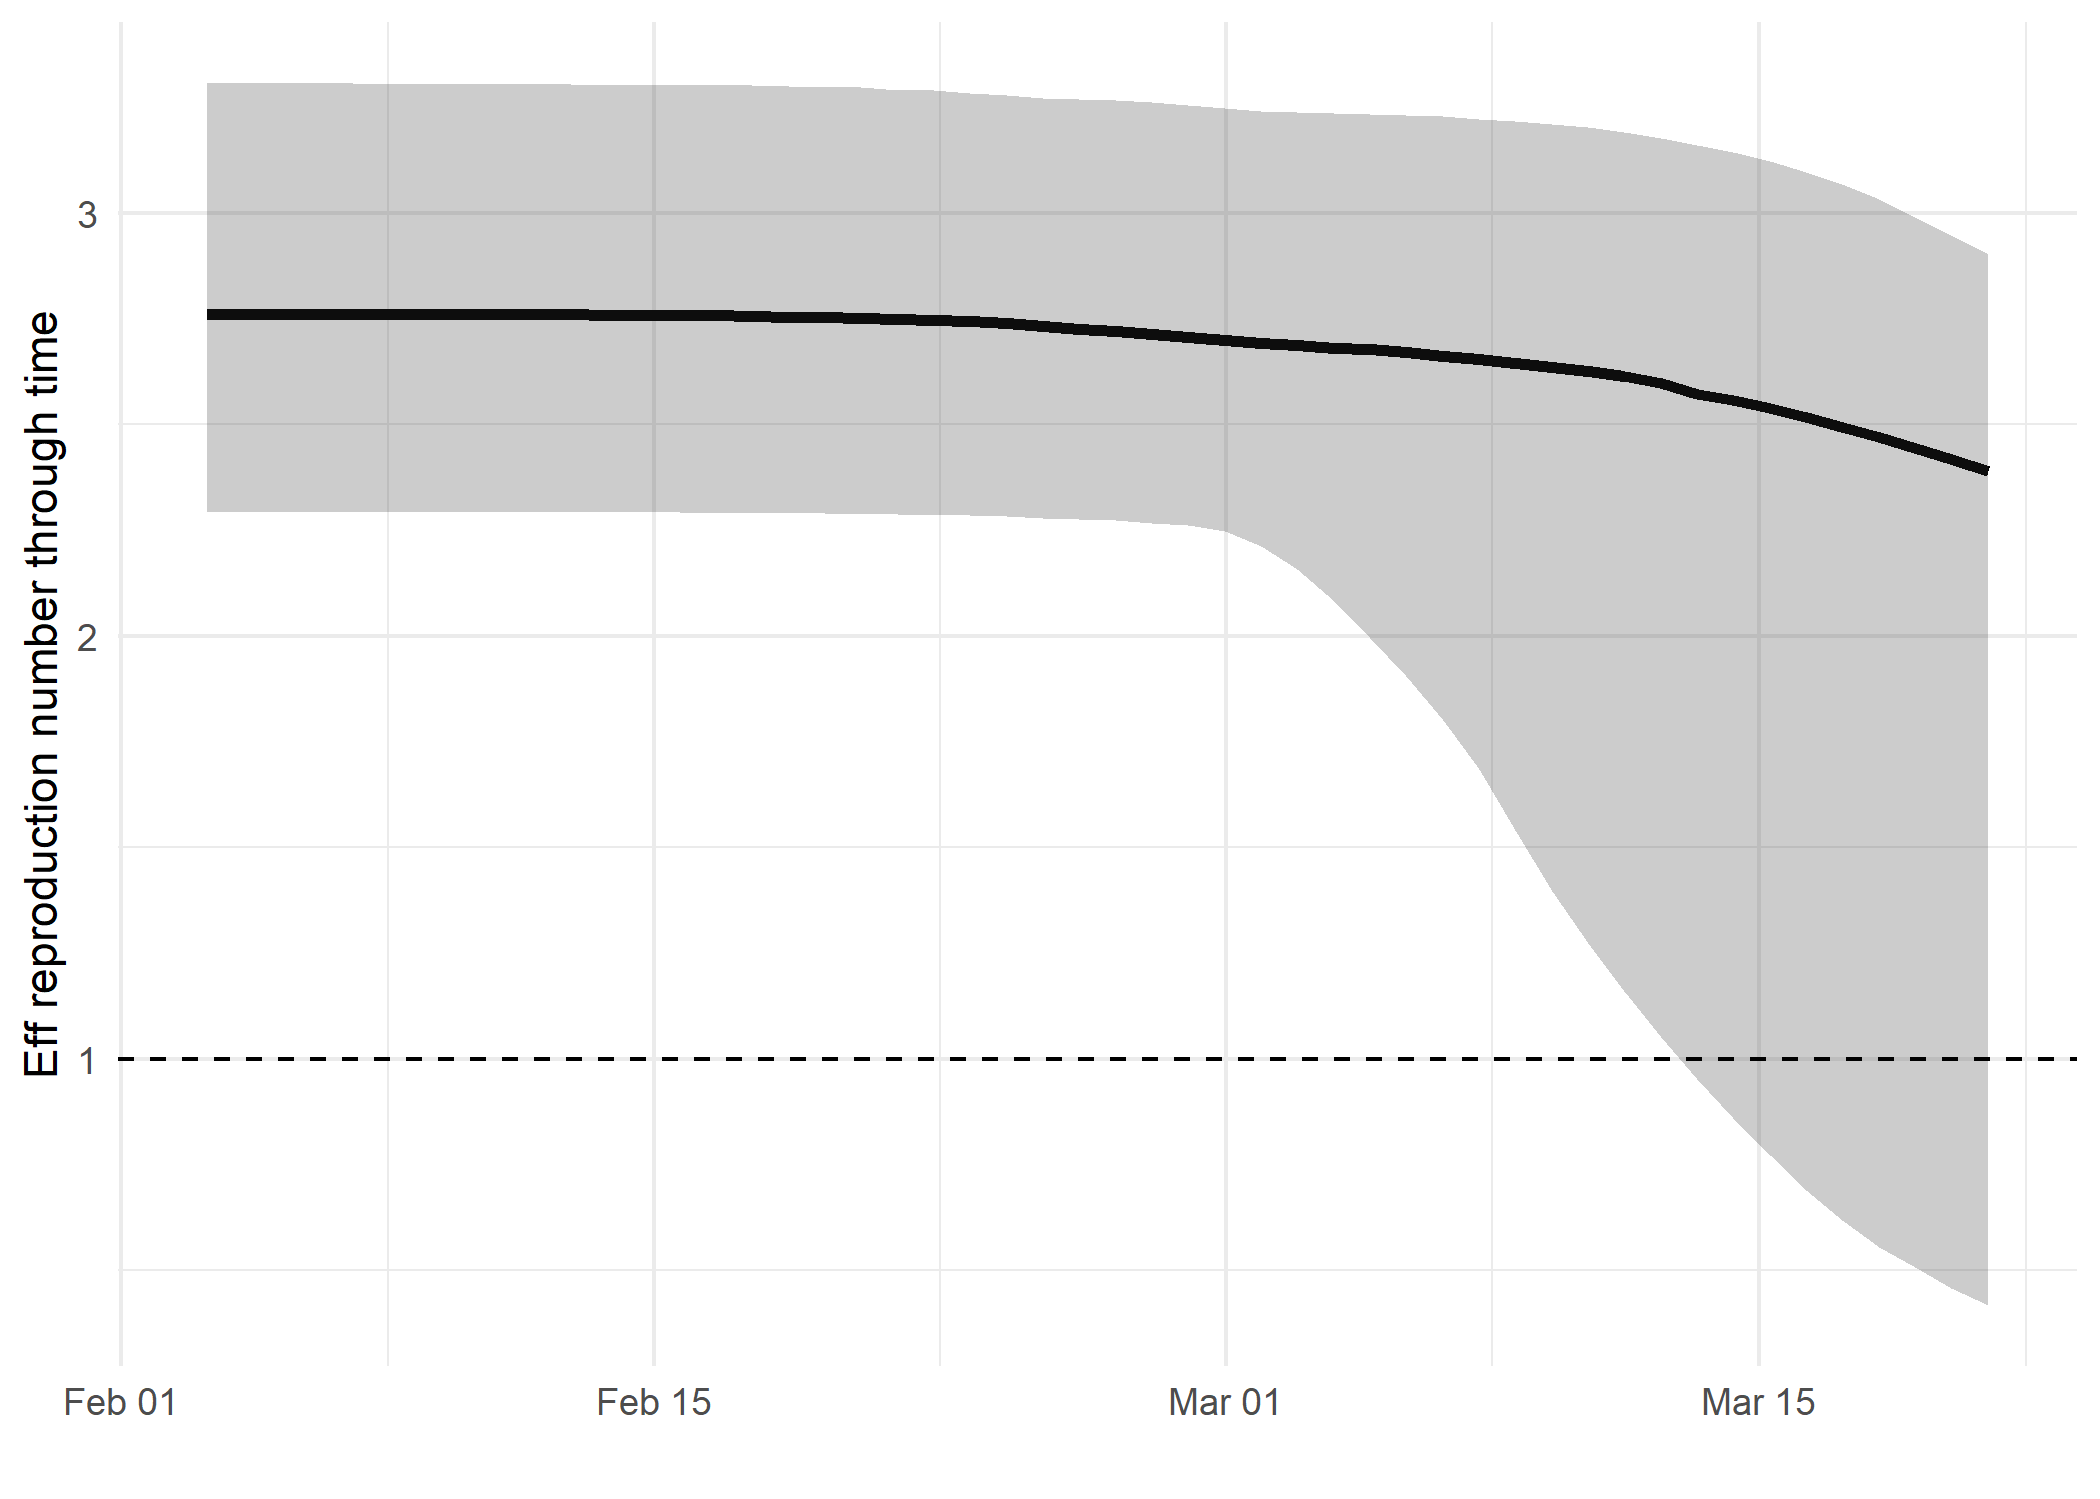 Eff reproduction number through time
3
2
1
Feb 01
Feb 15
Mar 01
Mar 15